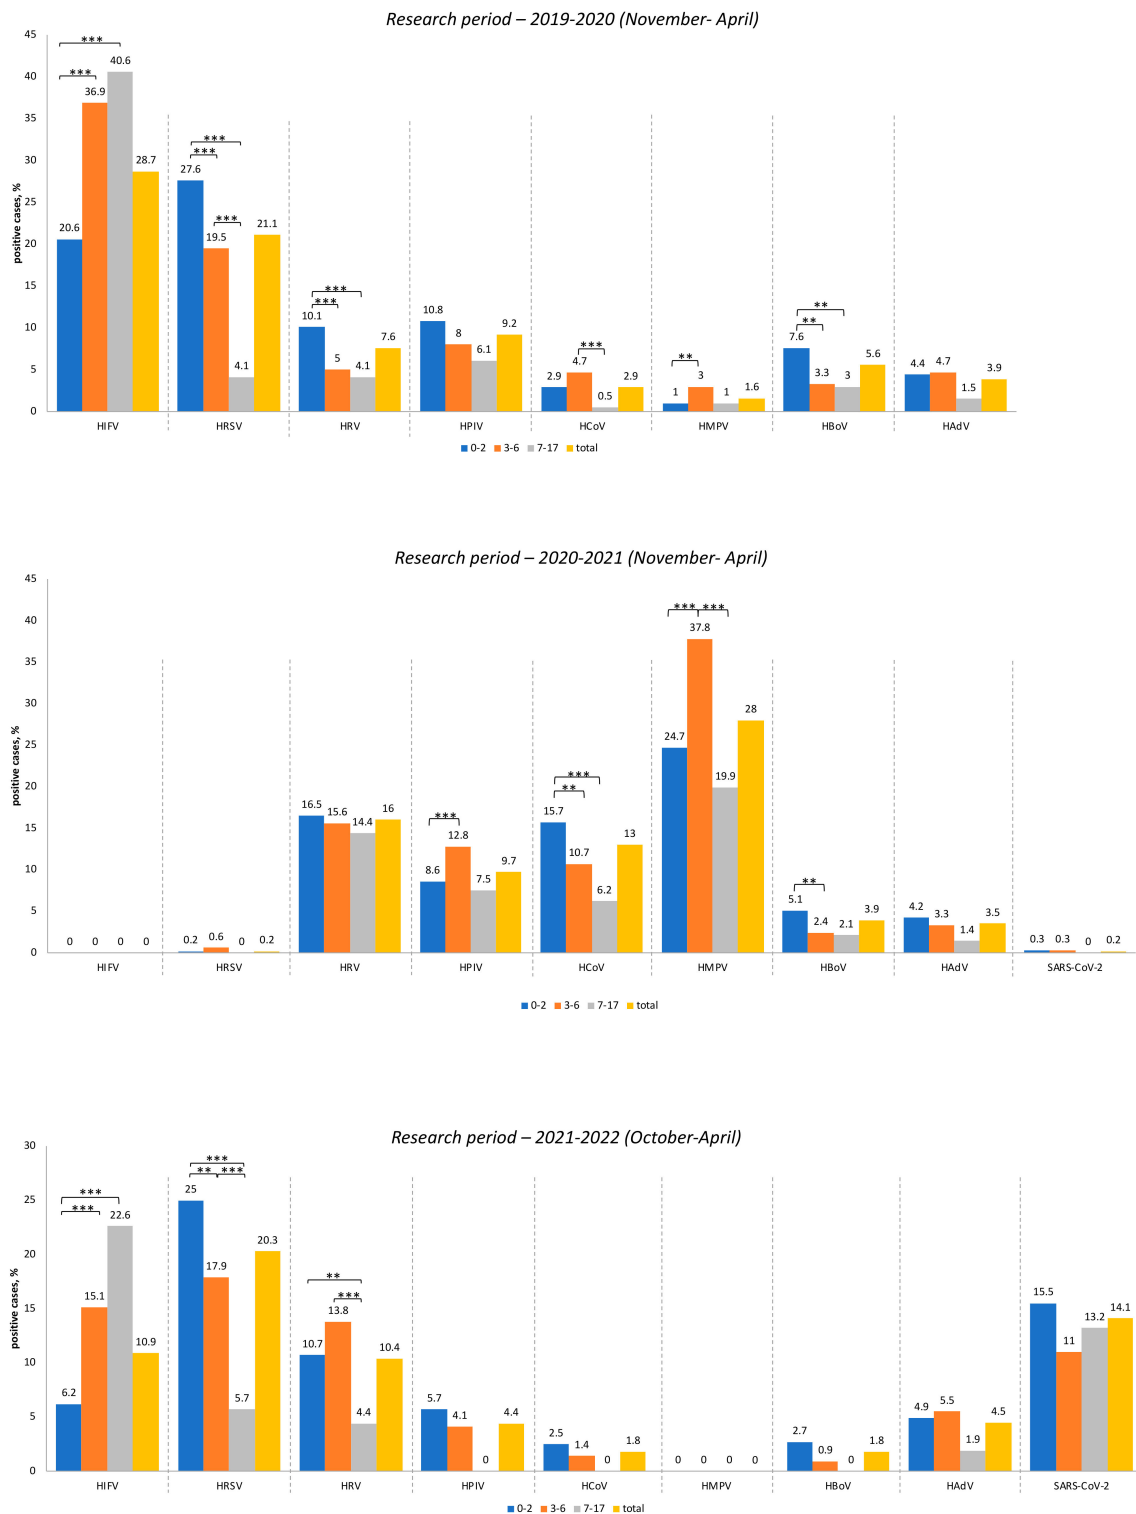 Research period – 2019-2020 (November- April)
45
40
35
30
25
20
15
10
5
0
positive cases, %
*** ***
20.6 36.9 40.6 28.7
*** *** ***
27.6 19.5 4.1 21.1
*** ***
10.1 5 4.1 7.6
10.8 8 6.1 9.2
***
2.9 4.7 0.5 2.9
**
1 3 1 1.6
** **
7.6 3.3 3 5.6
4.4 4.7 1.5 3.9
HIFV HRSV HRV HPIV HCoV HMPV HBoV HAdV
0-2 3-6 7-17 total
Research period – 2020-2021 (November- April)
45
40
35
30
25
20
15
10
5
0
positive cases, %
0 0 0 0
0.2 0.6 0 0.2
16.5 15.6 14.4 16
***
8.6 12.8 7.5 9.7
*** **
15.7 10.7 6.2 13
*** ***
24.7 37.8 19.9 28
**
5.1 2.4 2.1 3.9
4.2 3.3 1.4 3.5
0.3 0.3 0 0.2
HIFV HRSV HRV HPIV HCoV HMPV HBoV HAdV SARS-CoV-2
0-2 3-6 7-17 total
Research period – 2021-2022 (October-April)
30
25
20
15
10
5
0
positive cases, %
*** ***
6.2 15.1 22.6 10.9
*** ** ***
25 17.9 5.7 20.3
** ***
10.7 13.8 4.4 10.4
5.7 4.1 0 4.4
2.5 1.4 0 1.8
0 0 0 0
2.7 0.9 0 1.8
4.9 5.5 1.9 4.5
15.5 11 13.2 14.1
HIFV HRSV HRV HPIV HCoV HMPV HBoV HAdV SARS-CoV-2
0-2 3-6 7-17 total